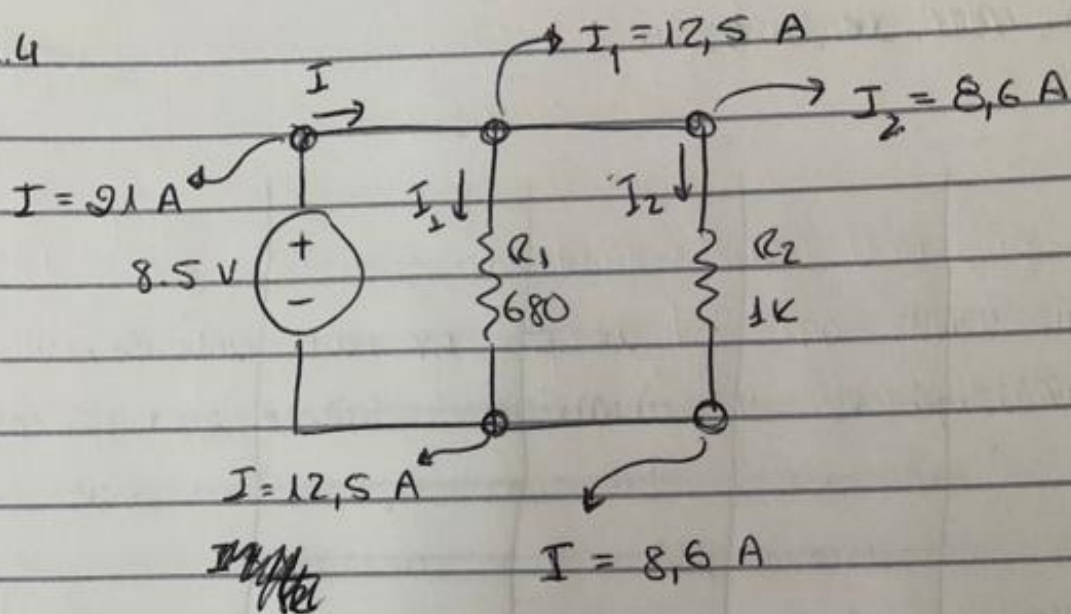 .4
I
I₁ = 12,5 A
I₂ = 8,6 A
I = 21 A
I₁
I₂
+
8.5 V
-
R₁
680
R₂
1K
I = 12,5 A
I = 8,6 A